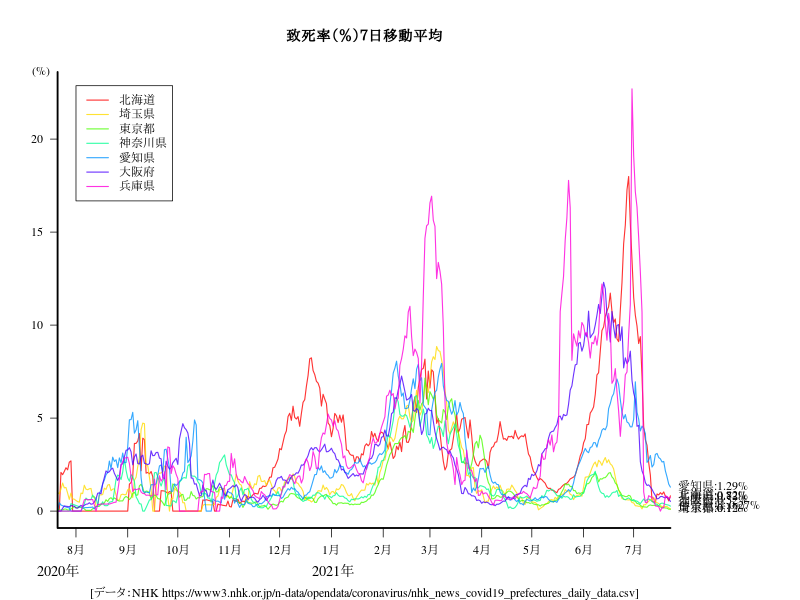 致死率(%)7日移動平均
(%)
北海道
埼玉県
東京都
神奈川県
愛知県
大阪府
兵庫県
20
15
10
5
0
愛知県:1.29%
8月 9月 10月 11月 12月 1月 2月 3月 4月 5月 6月 7月
2020年 2021年
[データ:NHK https://www3.nhk.or.jp/n-data/opendata/coronavirus/nhk_news_covid19_prefectures_daily_data.csv]